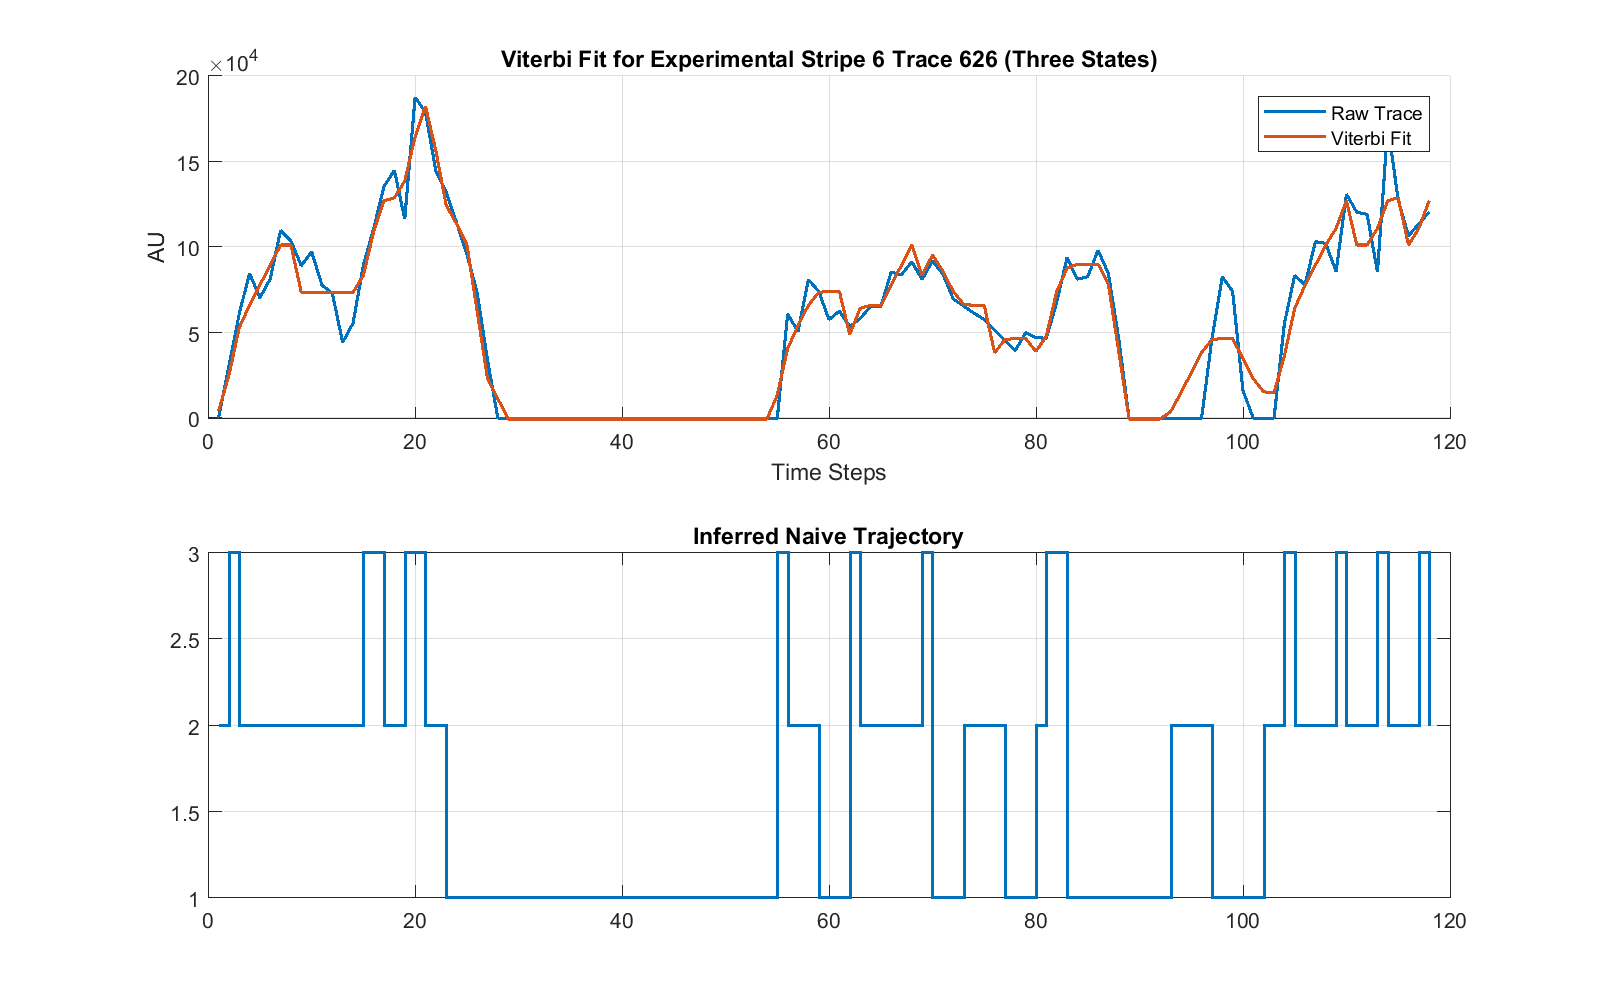 Viterbi Fit for Experimental Stripe 6 Trace 626 (Three States)
×10⁴
20
15
10
5
0
AU
Raw Trace
Viterbi Fit
0 20 40 60 80 100 120
Time Steps
Inferred Naive Trajectory
3
2.5
2
1.5
1
0 20 40 60 80 100 120